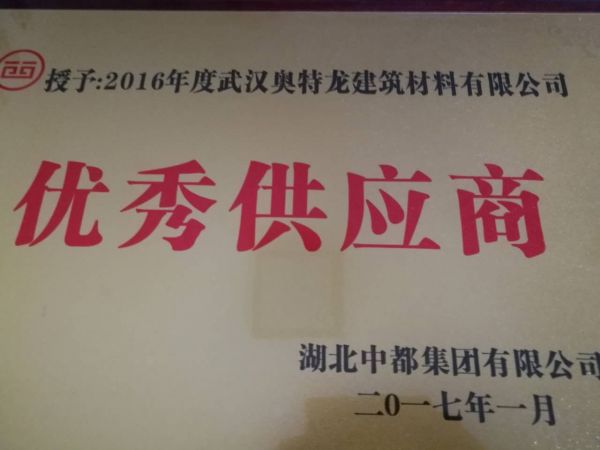 授予:2016年度武汉奥特龙建筑材料有限公司
优秀供应商
湖北中都集团有限公司
二〇一七年一月